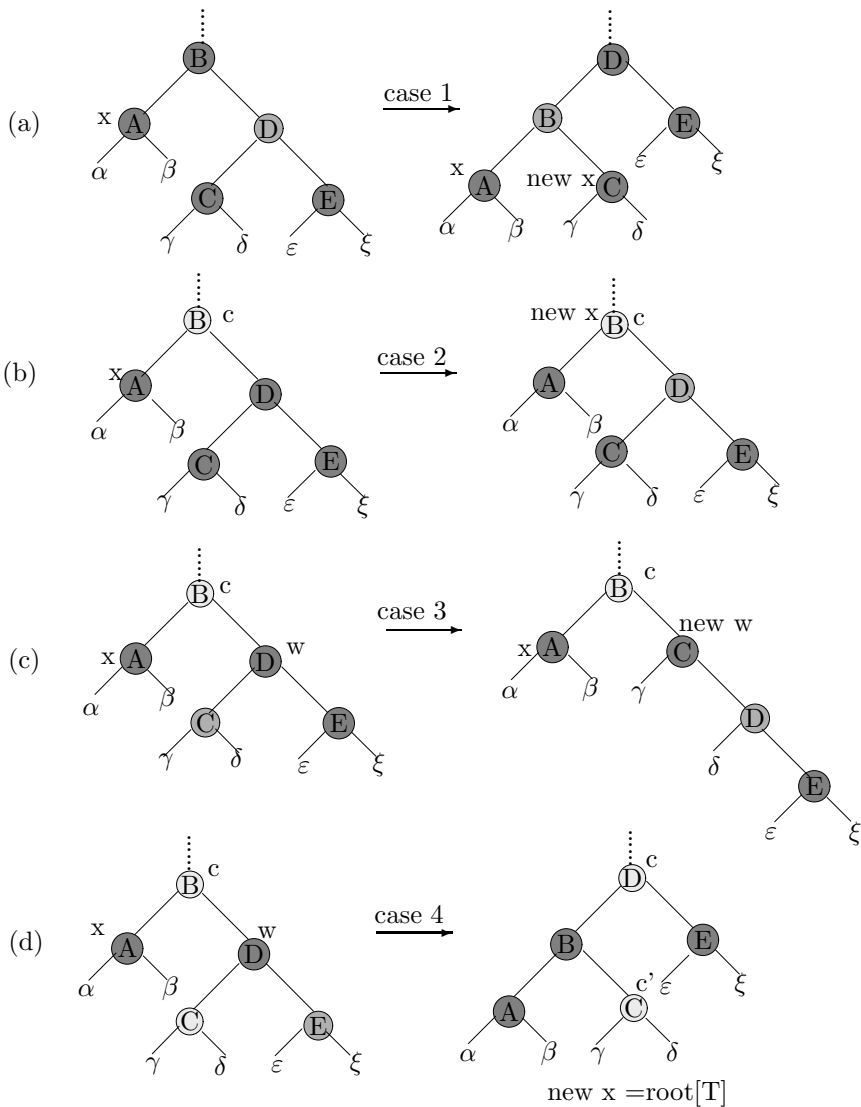 B D
(a) x A D case 1 B E
α β C E x A new x C ε ξ
γ δ ε ξ α β γ δ
B c new x B c
(b) x A D case 2 A D
α β C E α β C E
γ δ ε ξ γ δ ε ξ
B c case 3 B c
(c) x A D w x A C new w
α β C E α β γ D
γ δ ε ξ δ E
ε ξ
B c D c
(d) x A D w case 4 B E
α β C E A c' C ε ξ
γ δ ε ξ α β γ δ
new x =root[T]